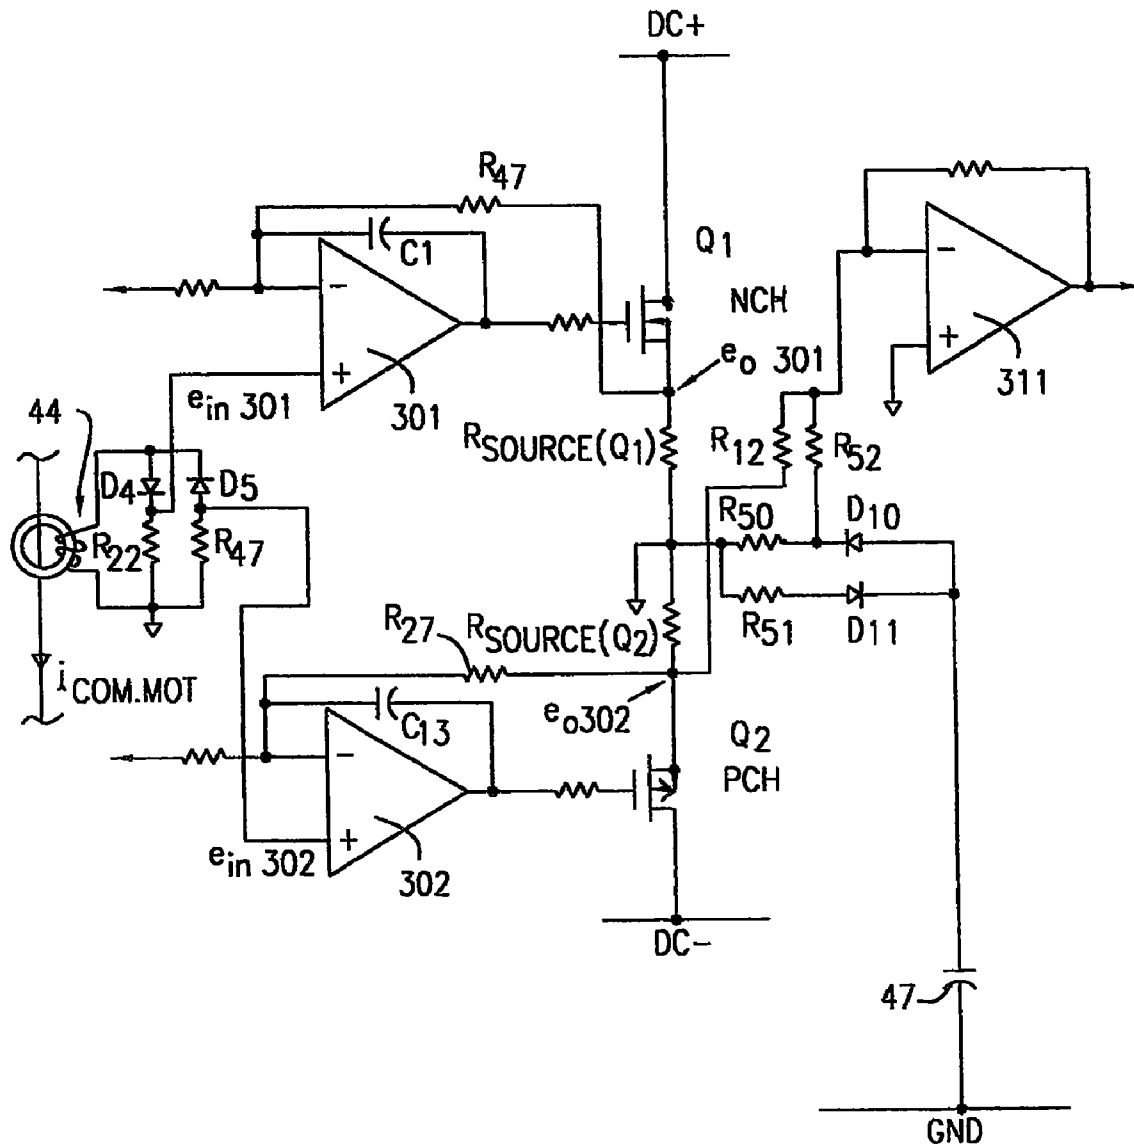 DC+
R47
C1
Q1
NCH
-
+
301
ein 301
eo 301
-
+
311
44
D4
D5
R22
R47
RSOURCE(Q1)
R12
R52
R50
D10
R51
D11
i COM.MOT
R27
RSOURCE(Q2)
eo302
C13
Q2
PCH
-
+
ein 302
302
DC-
47
GND